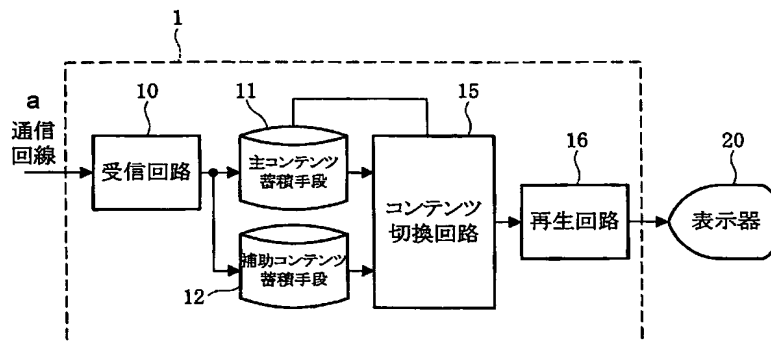 1
a
通信
回線
10
受信回路
11
主コンテンツ
蓄積手段
12
補助コンテンツ
蓄積手段
15
コンテンツ
切換回路
16
再生回路
20
表示器